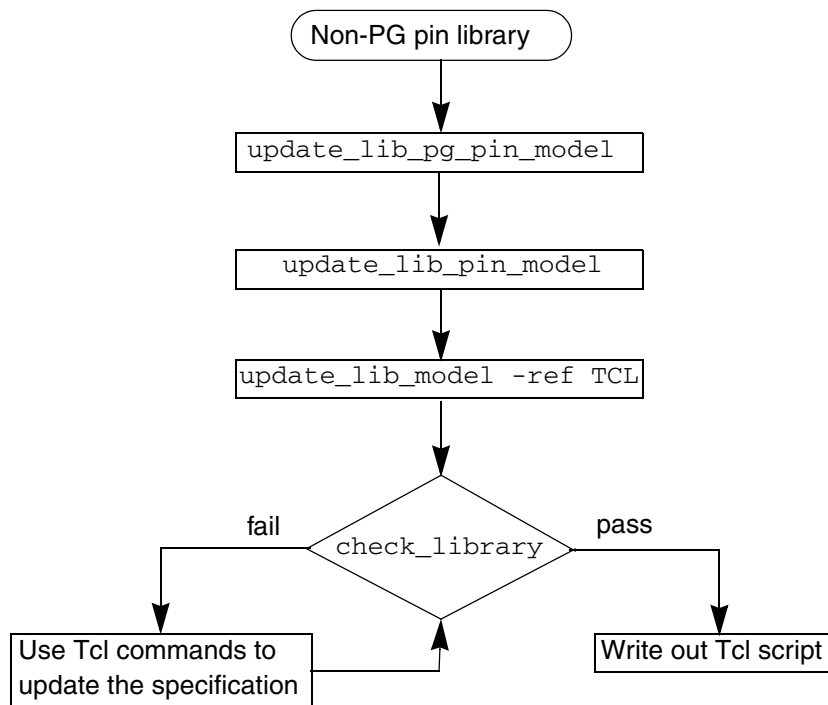 Non-PG pin library
update_lib_pg_pin_model
update_lib_pin_model
update_lib_model -ref TCL
fail
pass
check_library
Use Tcl commands to
update the specification
Write out Tcl script